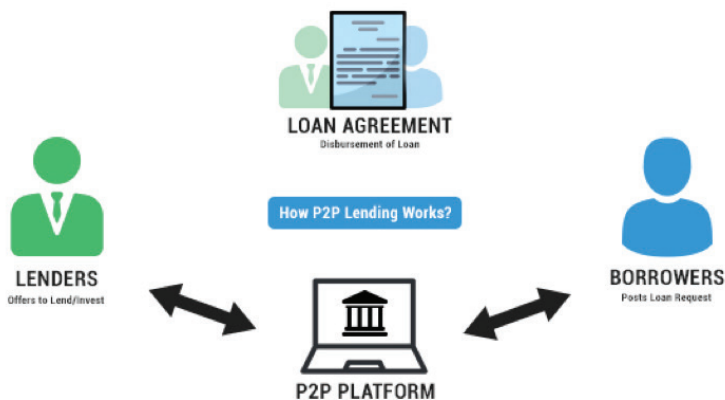 LOAN AGREEMENT
Disbursement of Loan
How P2P Lending Works?
LENDERS
Offers to Lend/Invest
BORROWERS
Posts Loan Request
P2P PLATFORM